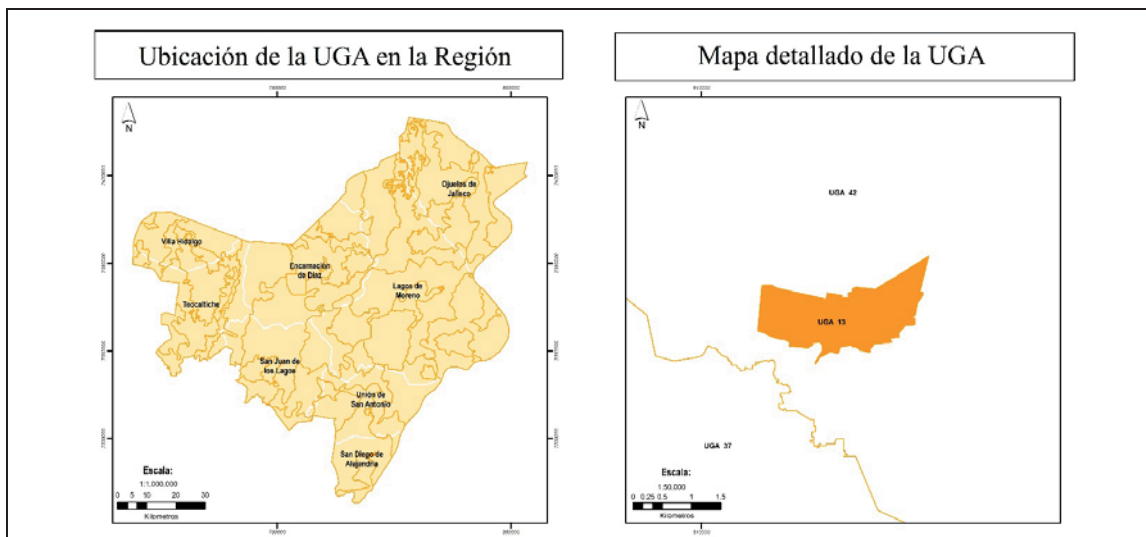 Ubicación de la UGA en la Región
N
Ojuelos de
Jalisco
Villa Hidalgo
Encarnación
de Díaz
Lagos de
Moreno
Teocaltiche
San Juan de
los Lagos
Unión de
San Antonio
San Diego de
Alejandría
Escala:
1:1,000,000
0 5 10 20 30
Kilometros
Mapa detallado de la UGA
N
UGA 42
UGA 13
UGA 37
Escala:
1:50,000
0 0.25 0.5 1 1.5
Kilometros